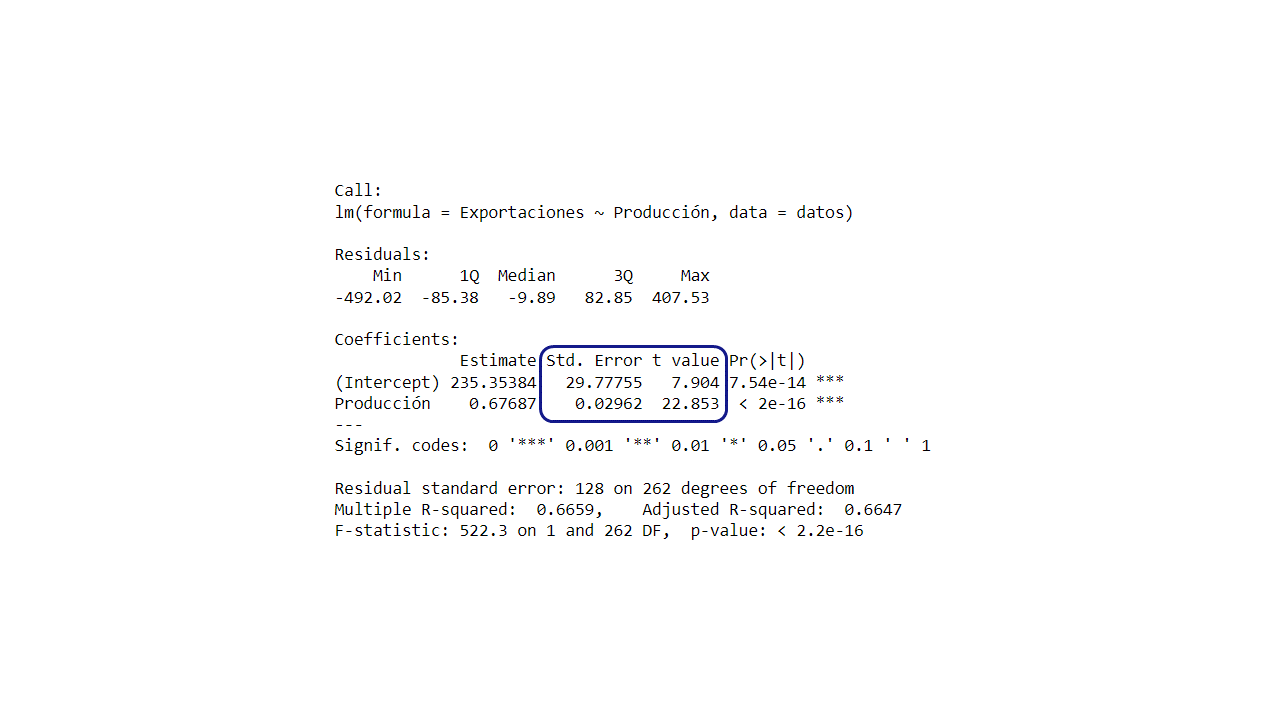 Call:
lm(formula = Exportaciones ~ Producción, data = datos)
Residuals:
Min 1Q Median 3Q Max
-492.02 -85.38 -9.89 82.85 407.53
Coefficients:
Estimate Std. Error t value Pr(>|t|)
(Intercept) 235.35384 29.77755 7.904 7.54e-14 ***
Producción 0.67687 0.02962 22.853 < 2e-16 ***
---
Signif. codes: 0 '***' 0.001 '**' 0.01 '*' 0.05 '.' 0.1 ' ' 1
Residual standard error: 128 on 262 degrees of freedom
Multiple R-squared: 0.6659, Adjusted R-squared: 0.6647
F-statistic: 522.3 on 1 and 262 DF, p-value: < 2.2e-16